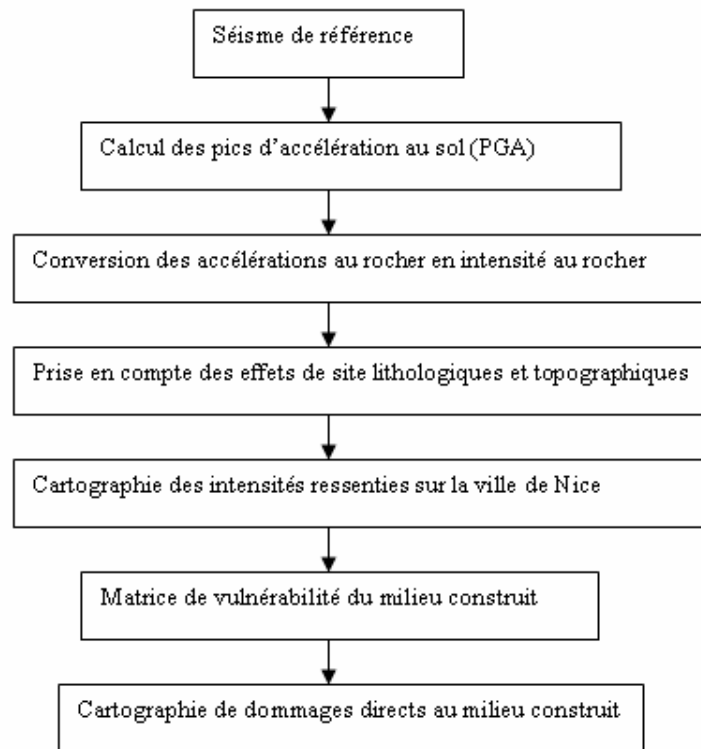 Séisme de référence
Calcul des pics d'accélération au sol (PGA)
Conversion des accélérations au rocher en intensité au rocher
Prise en compte des effets de site lithologiques et topographiques
Cartographie des intensités ressenties sur la ville de Nice
Matrice de vulnérabilité du milieu construit
Cartographie de dommages directs au milieu construit